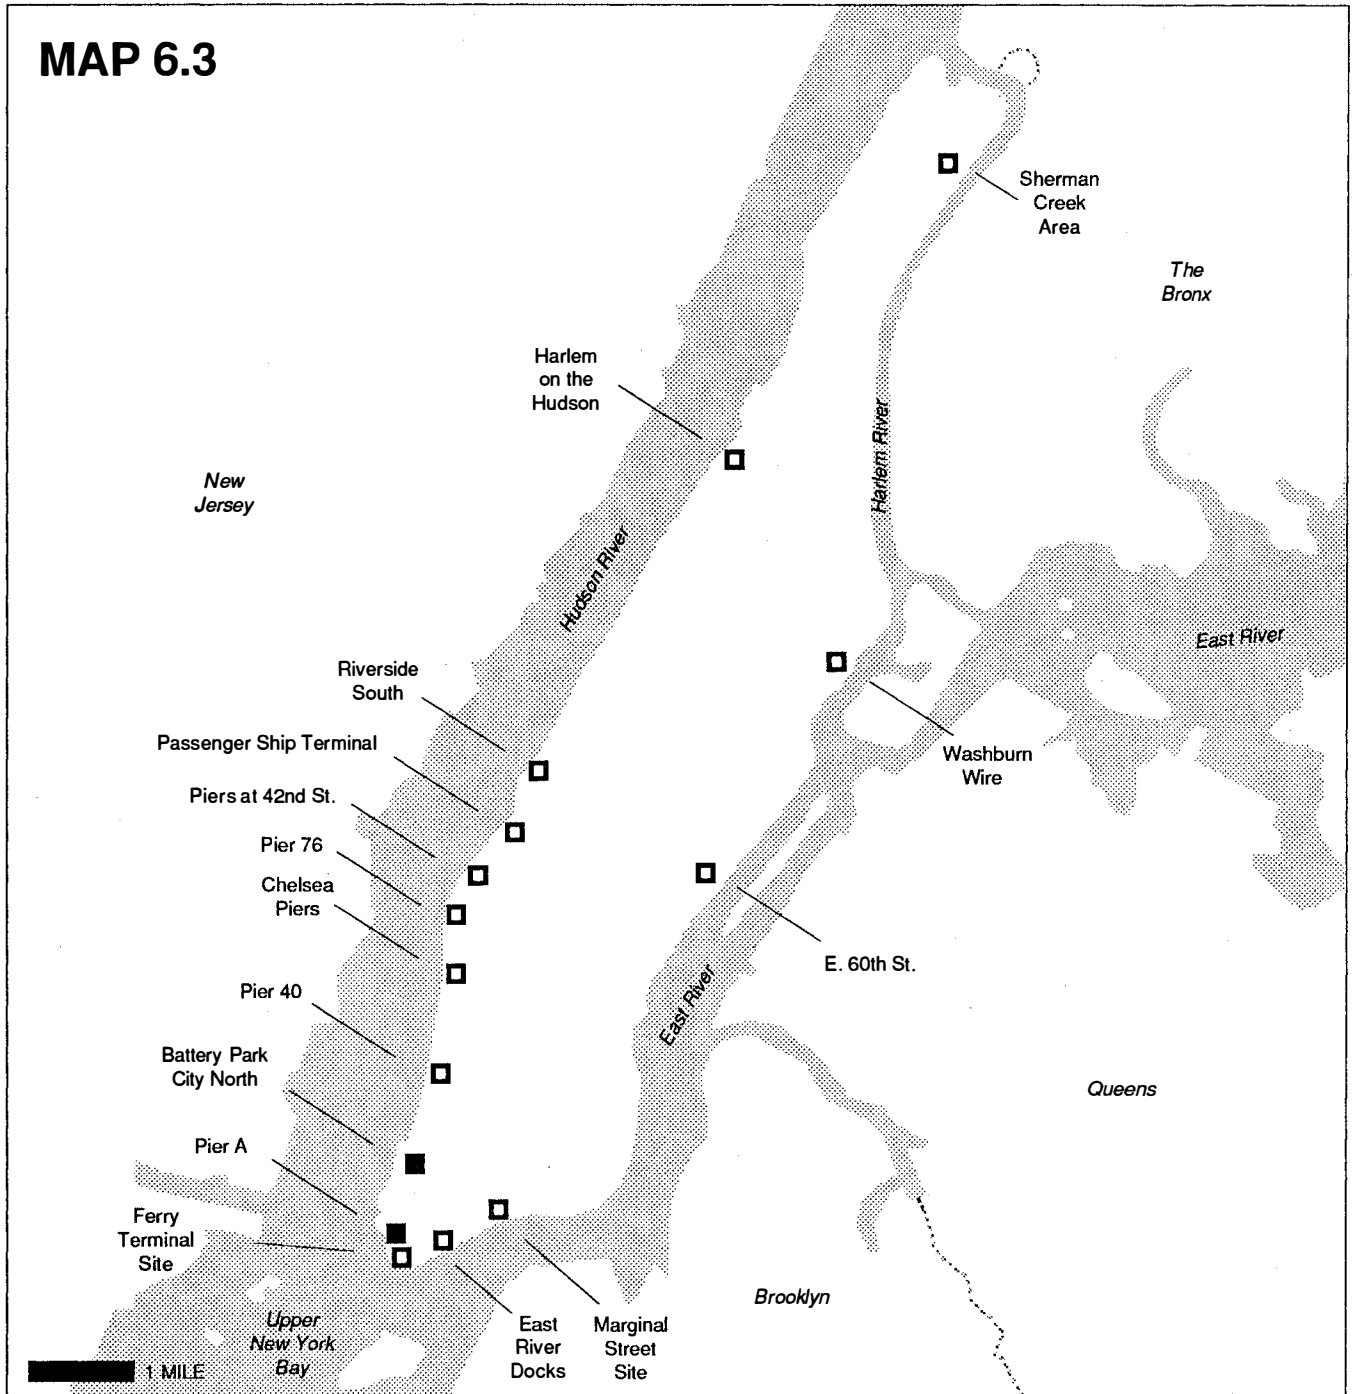 MAP 6.3
Sherman
Creek
Area
The
Bronx
Harlem
on the
Hudson
Harlem River
New
Jersey
Hudson River
East River
Riverside
South
Washburn
Wire
Passenger Ship Terminal
Piers at 42nd St.
Pier 76
Chelsea
Piers
E. 60th St.
East River
Pier 40
Battery Park
City North
Queens
Pier A
Ferry
Terminal
Site
Brooklyn
Upper
New York
Bay
East
River
Docks
Marginal
Street
Site
1 MILE